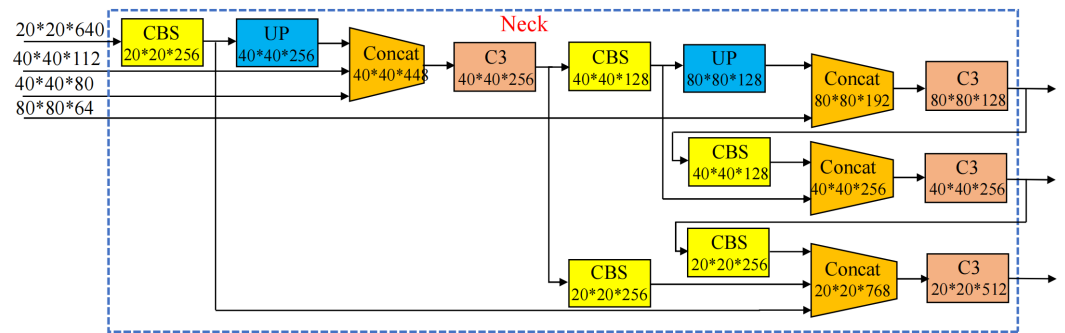 Neck
20*20*640
40*40*112
40*40*80
80*80*64
CBS
20*20*256
UP
40*40*256
Concat
40*40*448
C3
40*40*256
CBS
40*40*128
UP
80*80*128
Concat
80*80*192
C3
80*80*128
CBS
40*40*128
Concat
40*40*256
C3
40*40*256
CBS
20*20*256
CBS
20*20*256
Concat
20*20*768
C3
20*20*512